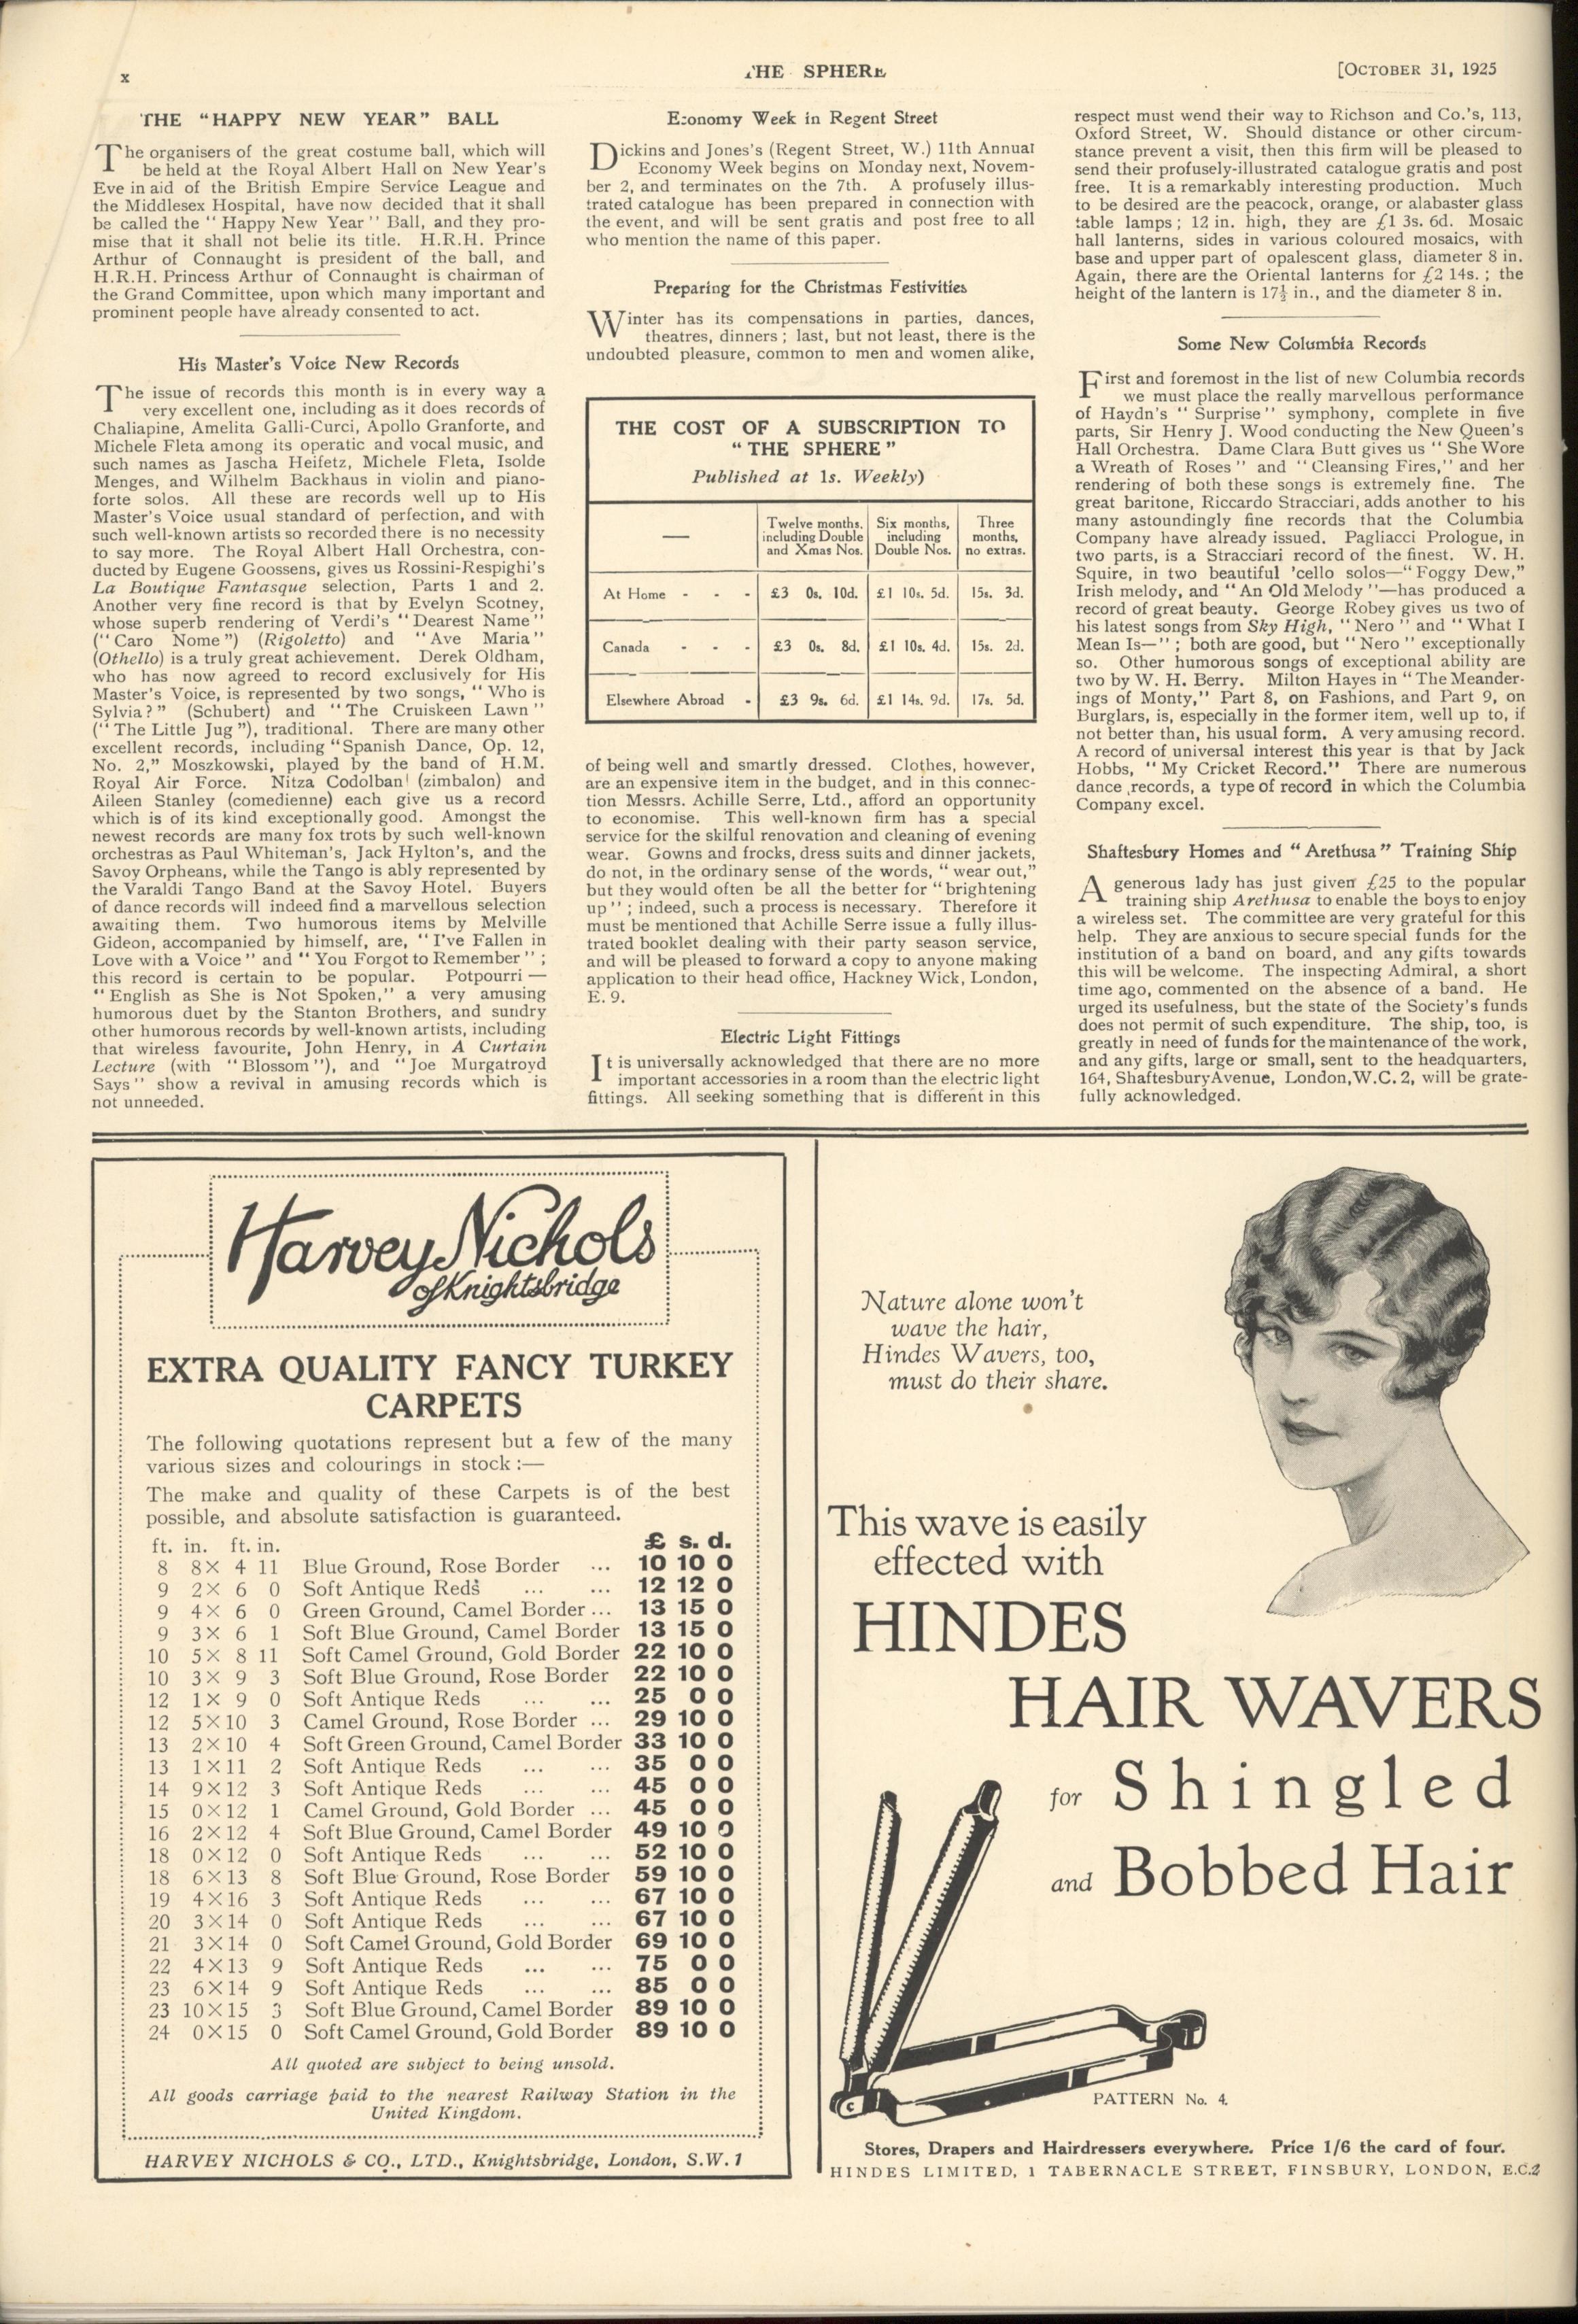 x
THE SPHERE
[OCTOBER 31, 1925
THE "HAPPY NEW YEAR" BALL
The organisers of the great costume ball, which will
be held at the Royal Albert Hall on New Year's
Eve in aid of the British Empire Service League and
the Middlesex Hospital, have now decided that it shall
be called the "Happy New Year" Ball, and they pro-
mise that it shall not belie its title. H.R.H. Prince
Arthur of Connaught is president of the ball, and
H.R.H. Princess Arthur of Connaught is chairman of
the Grand Committee, upon which many important and
prominent people have already consented to act.
His Master's Voice New Records
The issue of records this month is in every way a
very excellent one, including as it does records of
Chaliapine, Amelita Galli-Curci, Apollo Granforte, and
Michele Fleta among its operatic and vocal music, and
such names as Jascha Heifetz, Michele Fleta, Isolde
Menges, and Wilhelm Backhaus in violin and piano-
forte solos. All these are records well up to His
Master's Voice usual standard of perfection, and with
such well-known artists so recorded there is no necessity
to say more. The Royal Albert Hall Orchestra, con-
ducted by Eugene Goossens, gives us Rossini-Respighi's
La Boutique Fantasque selection, Parts 1 and 2.
Another very fine record is that by Evelyn Scotney,
whose superb rendering of Verdi's "Dearest Name"
("Caro Nome") (Rigoletto) and "Ave Maria"
(Othello) is a truly great achievement. Derek Oldham,
who has now agreed to record exclusively for His
Master's Voice, is represented by two songs, "Who is
Sylvia?" (Schubert) and "The Cruiskeen Lawn"
("The Little Jug"), traditional. There are many other
excellent records, including "Spanish Dance, Op. 12,
No. 2," Moszkowski, played by the band of H.M.
Royal Air Force. Nitza Codolban (zimbalon) and
Aileen Stanley (comedienne) each give us a record
which is of its kind exceptionally good. Amongst the
newest records are many fox trots by such well-known
orchestras as Paul Whiteman's, Jack Hylton's, and the
Savoy Orpheans, while the Tango is ably represented by
the Varaldi Tango Band at the Savoy Hotel. Buyers
of dance records will indeed find a marvellous selection
awaiting them. Two humorous items by Melville
Gideon, accompanied by himself, are, "I've Fallen in
Love with a Voice" and "You Forgot to Remember";
this record is certain to be popular. Potpourri—
"English as She is Not Spoken," a very amusing
humorous duet by the Stanton Brothers, and sundry
other humorous records by well-known artists, including
that wireless favourite, John Henry, in A Curtain
Lecture (with "Blossom"), and "Joe Murgatroyd
Says" show a revival in amusing records which is
not unneeded.
Economy Week in Regent Street
Dickins and Jones's (Regent Street, W.) 11th Annual
Economy Week begins on Monday next, Novem-
ber 2, and terminates on the 7th. A profusely illus-
trated catalogue has been prepared in connection with
the event, and will be sent gratis and post free to all
who mention the name of this paper.
Preparing for the Christmas Festivities
Winter has its compensations in parties, dances,
theatres, dinners; last, but not least, there is the
undoubted pleasure, common to men and women alike,
THE COST OF A SUBSCRIPTION TO
"THE SPHERE"
Published at 1s. Weekly)
— Twelve months, including Double and Xmas Nos. Six months, including Double Nos. Three months, no extras.
At Home - - - £3 0s. 10d. £1 10s. 5d. 15s. 3d.
Canada - - - £3 0s. 8d. £1 10s. 4d. 15s. 2d.
Elsewhere Abroad - £3 9s. 6d. £1 14s. 9d. 17s. 5d.
of being well and smartly dressed. Clothes, however,
are an expensive item in the budget, and in this connec-
tion Messrs. Achille Serre, Ltd., afford an opportunity
to economise. This well-known firm has a special
service for the skilful renovation and cleaning of evening
wear. Gowns and frocks, dress suits and dinner jackets,
do not, in the ordinary sense of the words, "wear out,"
but they would often be all the better for "brightening
up"; indeed, such a process is necessary. Therefore it
must be mentioned that Achille Serre issue a fully illus-
trated booklet dealing with their party season service,
and will be pleased to forward a copy to anyone making
application to their head office, Hackney Wick, London,
E. 9.
Electric Light Fittings
It is universally acknowledged that there are no more
important accessories in a room than the electric light
fittings. All seeking something that is different in this
respect must wend their way to Richson and Co.'s, 113,
Oxford Street, W. Should distance or other circum-
stance prevent a visit, then this firm will be pleased to
send their profusely-illustrated catalogue gratis and post
free. It is a remarkably interesting production. Much
to be desired are the peacock, orange, or alabaster glass
table lamps; 12 in. high, they are £1 3s. 6d. Mosaic
hall lanterns, sides in various coloured mosaics, with
base and upper part of opalescent glass, diameter 8 in.
Again, there are the Oriental lanterns for £2 14s.; the
height of the lantern is 17½ in., and the diameter 8 in.
Some New Columbia Records
First and foremost in the list of new Columbia records
we must place the really marvellous performance
of Haydn's "Surprise" symphony, complete in five
parts, Sir Henry J. Wood conducting the New Queen's
Hall Orchestra. Dame Clara Butt gives us "She Wore
a Wreath of Roses" and "Cleansing Fires," and her
rendering of both these songs is extremely fine. The
great baritone, Riccardo Stracciari, adds another to his
many astoundingly fine records that the Columbia
Company have already issued. Pagliacci Prologue, in
two parts, is a Stracciari record of the finest. W. H.
Squire, in two beautiful 'cello solos—"Foggy Dew,"
Irish melody, and "An Old Melody"—has produced a
record of great beauty. George Robey gives us two of
his latest songs from Sky High, "Nero" and "What I
Mean Is—"; both are good, but "Nero" exceptionally
so. Other humorous songs of exceptional ability are
two by W. H. Berry. Milton Hayes in "The Meander-
ings of Monty," Part 8, on Fashions, and Part 9, on
Burglars, is, especially in the former item, well up to, if
not better than, his usual form. A very amusing record.
A record of universal interest this year is that by Jack
Hobbs, "My Cricket Record." There are numerous
dance records, a type of record in which the Columbia
Company excel.
Shaftesbury Homes and "Arethusa" Training Ship
A generous lady has just given £25 to the popular
training ship Arethusa to enable the boys to enjoy
a wireless set. The committee are very grateful for this
help. They are anxious to secure special funds for the
institution of a band on board, and any gifts towards
this will be welcome. The inspecting Admiral, a short
time ago, commented on the absence of a band. He
urged its usefulness, but the state of the Society's funds
does not permit of such expenditure. The ship, too, is
greatly in need of funds for the maintenance of the work,
and any gifts, large or small, sent to the headquarters,
164, Shaftesbury Avenue, London, W.C. 2, will be grate-
fully acknowledged.
Harvey Nichols
of Knightsbridge
EXTRA QUALITY FANCY TURKEY
CARPETS
The following quotations represent but a few of the many
various sizes and colourings in stock:—
The make and quality of these Carpets is of the best
possible, and absolute satisfaction is guaranteed.
ft. in. ft. in. £ s. d.
8 8 × 4 11 Blue Ground, Rose Border ... 10 10 0
9 2 × 6 0 Soft Antique Reds ... ... 12 12 0
9 4 × 6 0 Green Ground, Camel Border ... 13 15 0
9 3 × 6 1 Soft Blue Ground, Camel Border 13 15 0
10 5 × 8 11 Soft Camel Ground, Gold Border 22 10 0
10 3 × 9 3 Soft Blue Ground, Rose Border 22 10 0
12 1 × 9 0 Soft Antique Reds ... ... 25 0 0
12 5 × 10 3 Camel Ground, Rose Border ... 29 10 0
13 2 × 10 4 Soft Green Ground, Camel Border 33 10 0
13 1 × 11 2 Soft Antique Reds ... ... 35 0 0
14 9 × 12 3 Soft Antique Reds ... ... 45 0 0
15 0 × 12 1 Camel Ground, Gold Border ... 45 0 0
16 2 × 12 4 Soft Blue Ground, Camel Border 49 10 0
18 0 × 12 0 Soft Antique Reds ... ... 52 10 0
18 6 × 13 8 Soft Blue Ground, Rose Border 59 10 0
19 4 × 16 3 Soft Antique Reds ... ... 67 10 0
20 3 × 14 0 Soft Antique Reds ... ... 67 10 0
21 3 × 14 0 Soft Camel Ground, Gold Border 69 10 0
22 4 × 13 9 Soft Antique Reds ... ... 75 0 0
23 6 × 14 9 Soft Antique Reds ... ... 85 0 0
23 10 × 15 3 Soft Blue Ground, Camel Border 89 10 0
24 0 × 15 0 Soft Camel Ground, Gold Border 89 10 0
All quoted are subject to being unsold.
All goods carriage paid to the nearest Railway Station in the
United Kingdom.
HARVEY NICHOLS & CO., LTD., Knightsbridge, London, S.W.1
Nature alone won't
wave the hair,
Hindes Wavers, too,
must do their share.
This wave is easily
effected with
HINDES
HAIR WAVERS
for Shingled
and Bobbed Hair
PATTERN No. 4.
Stores, Drapers and Hairdressers everywhere. Price 1/6 the card of four.
HINDES LIMITED, 1 TABERNACLE STREET, FINSBURY, LONDON, E.C.2